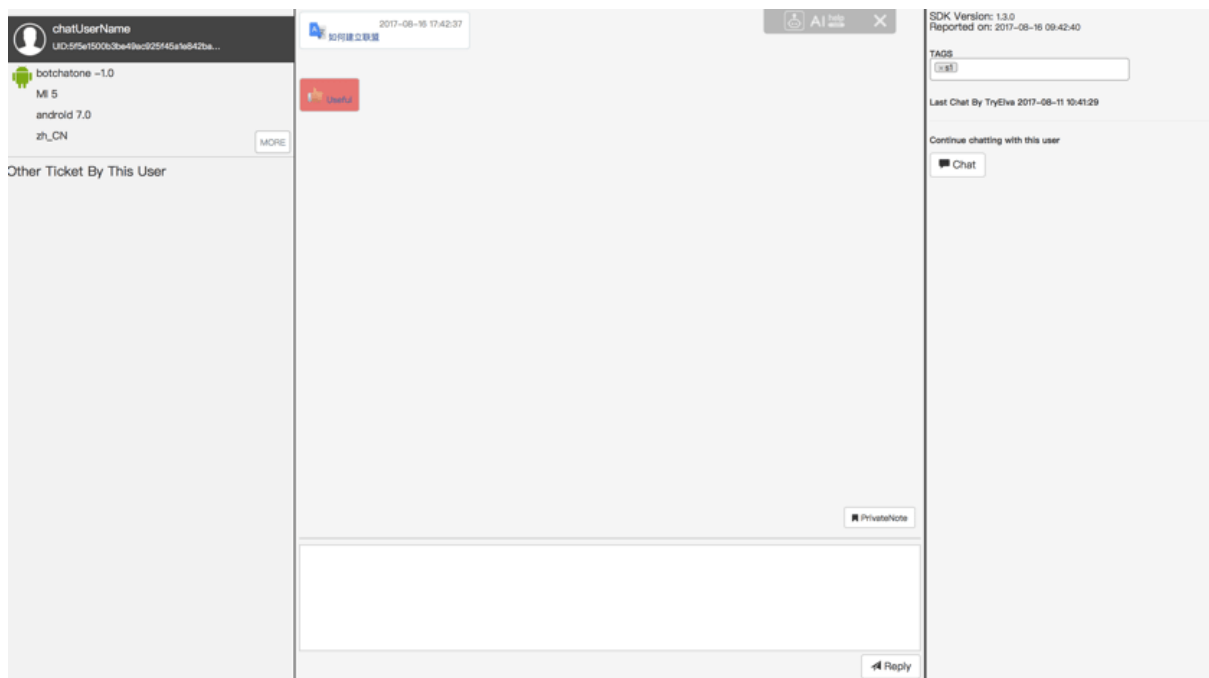 chatUserName
botchatone -1.0
MI 5
android 7.0
zh_CN
MORE
Other Ticket By This User
2017-08-16 17:42:37
如何建立联盟
Useful
AI help
PrivateNote
Reply
SDK Version: 1.3.0
Reported on: 2017-08-16 09:42:40
TAGS
×s1
Last Chat By TryElva 2017-08-11 10:41:29
Continue chatting with this user
Chat